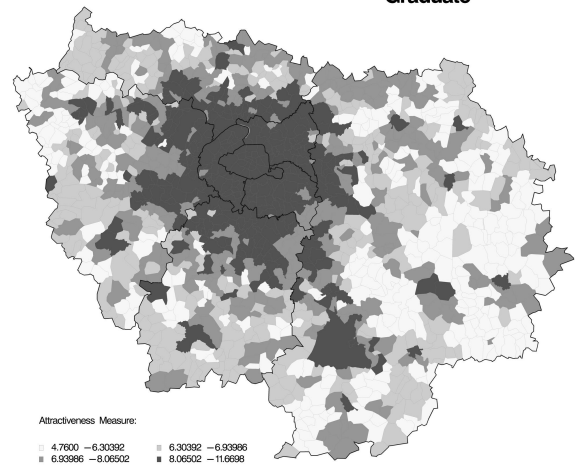 Graduate
Attractiveness Measure:
4.7600 – 6.30392 6.30392 – 6.93986
6.93986 – 8.06502 8.06502 – 11.6698